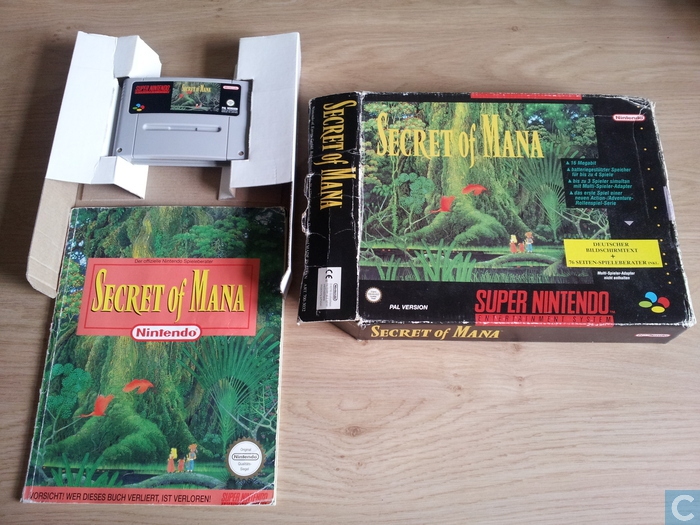 SUPER NINTENDO
SECRET of MANA
Nintendo
PAL VERSION
SECRET of MANA
SECRET of MANA
Nintendo
16 Megabit
batteriegestützter Speicher
für bis zu 4 Spiele
bis zu 3 Spieler simultan
mit Multi-Spieler-Adapter
das erste Spiel einer
neuen Action-/Adventure-
Rollenspiel-Serie
DEUTSCHER
BILDSCHIRMTEXT
+
76-SEITEN-SPIELEBERATER
Multi-Spieler-Adapter
nicht enthalten
PAL VERSION
SUPER NINTENDO
ENTERTAINMENT SYSTEM
SECRET of MANA
Der offizielle Nintendo Spieleberater
SECRET of MANA
Nintendo
Original
Nintendo
Qualitäts-
Siegel
VORSICHT! WER DIESES BUCH VERLIERT, IST VERLOREN!
SUPER NINTENDO
C